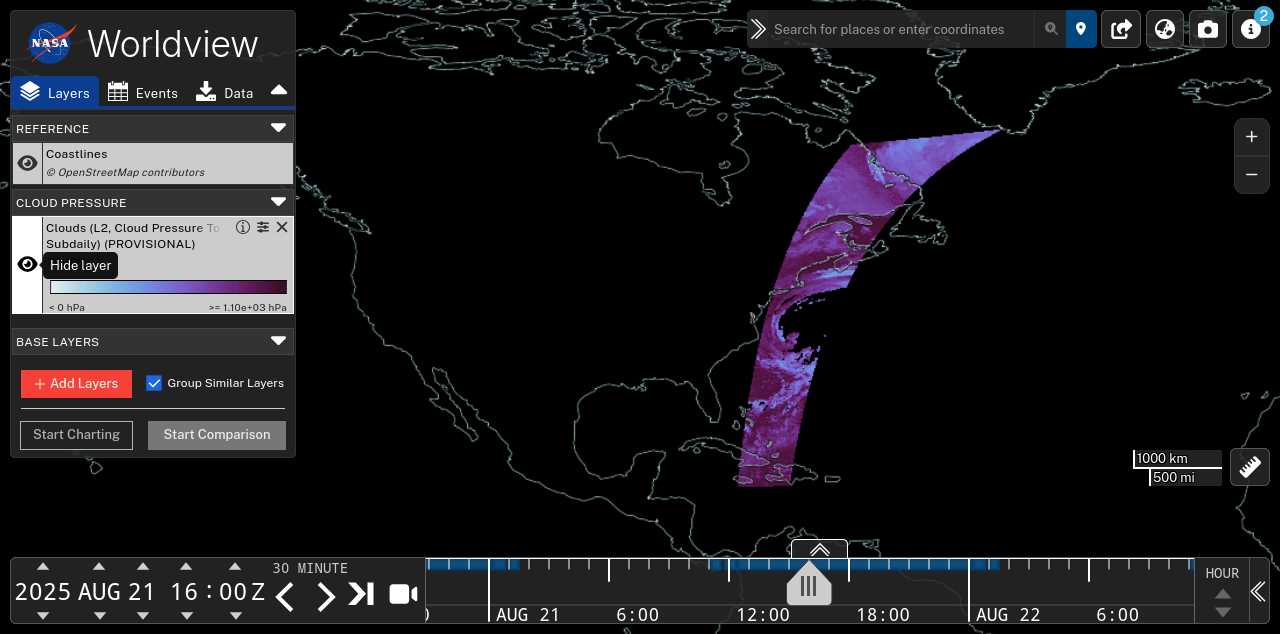 NASA
Worldview
Layers
Events
Data
REFERENCE
Coastlines
© OpenStreetMap contributors
CLOUD PRESSURE
Clouds (L2, Cloud Pressure To
Subdaily) (PROVISIONAL)
Hide layer
< 0 hPa
>= 1.10e+03 hPa
BASE LAYERS
+ Add Layers
Group Similar Layers
Start Charting
Start Comparison
Search for places or enter coordinates
2
+
−
1000 km
500 mi
2025 AUG 21 16 : 00 Z
30 MINUTE
AUG 21
6:00
12:00
18:00
AUG 22
6:00
HOUR